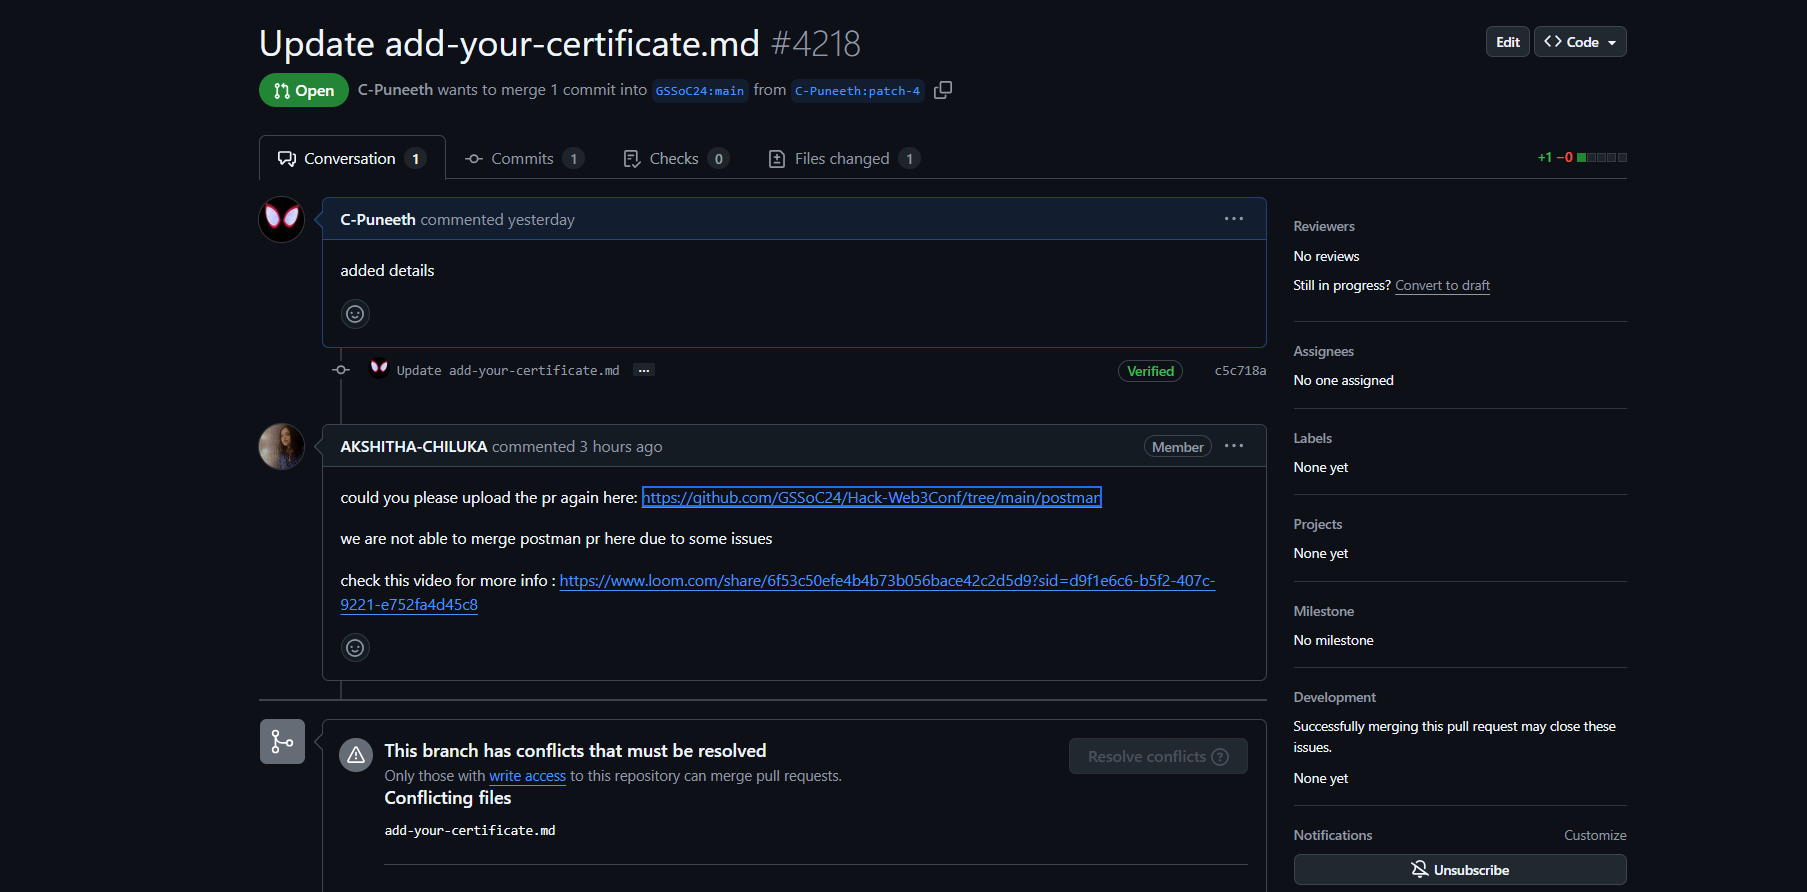 Update add-your-certificate.md #4218
Edit
Code
Open
C-Puneeth wants to merge 1 commit into GSSoC24:main from C-Puneeth:patch-4
Conversation 1
Commits 1
Checks 0
Files changed 1
+1 −0
C-Puneeth commented yesterday
added details
Update add-your-certificate.md ...
Verified
c5c718a
AKSHITHA-CHILUKA commented 3 hours ago
Member
could you please upload the pr again here: https://github.com/GSSoC24/Hack-Web3Conf/tree/main/postman
we are not able to merge postman pr here due to some issues
check this video for more info : https://www.loom.com/share/6f53c50efe4b4b73b056bace42c2d5d9?sid=d9f1e6c6-b5f2-407c-
9221-e752fa4d45c8
This branch has conflicts that must be resolved
Only those with write access to this repository can merge pull requests.
Resolve conflicts
Conflicting files
add-your-certificate.md
Reviewers
No reviews
Still in progress? Convert to draft
Assignees
No one assigned
Labels
None yet
Projects
None yet
Milestone
No milestone
Development
Successfully merging this pull request may close these
issues.
None yet
Notifications
Customize
Unsubscribe